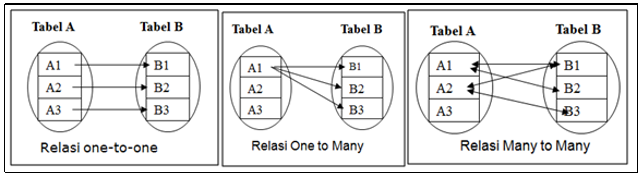 Tabel A Tabel B
A1 B1
A2 B2
A3 B3
Relasi one-to-one
Tabel A Tabel B
A1 B1
A2 B2
A3 B3
Relasi One to Many
Tabel A Tabel B
A1 B1
A2 B2
A3 B3
Relasi Many to Many